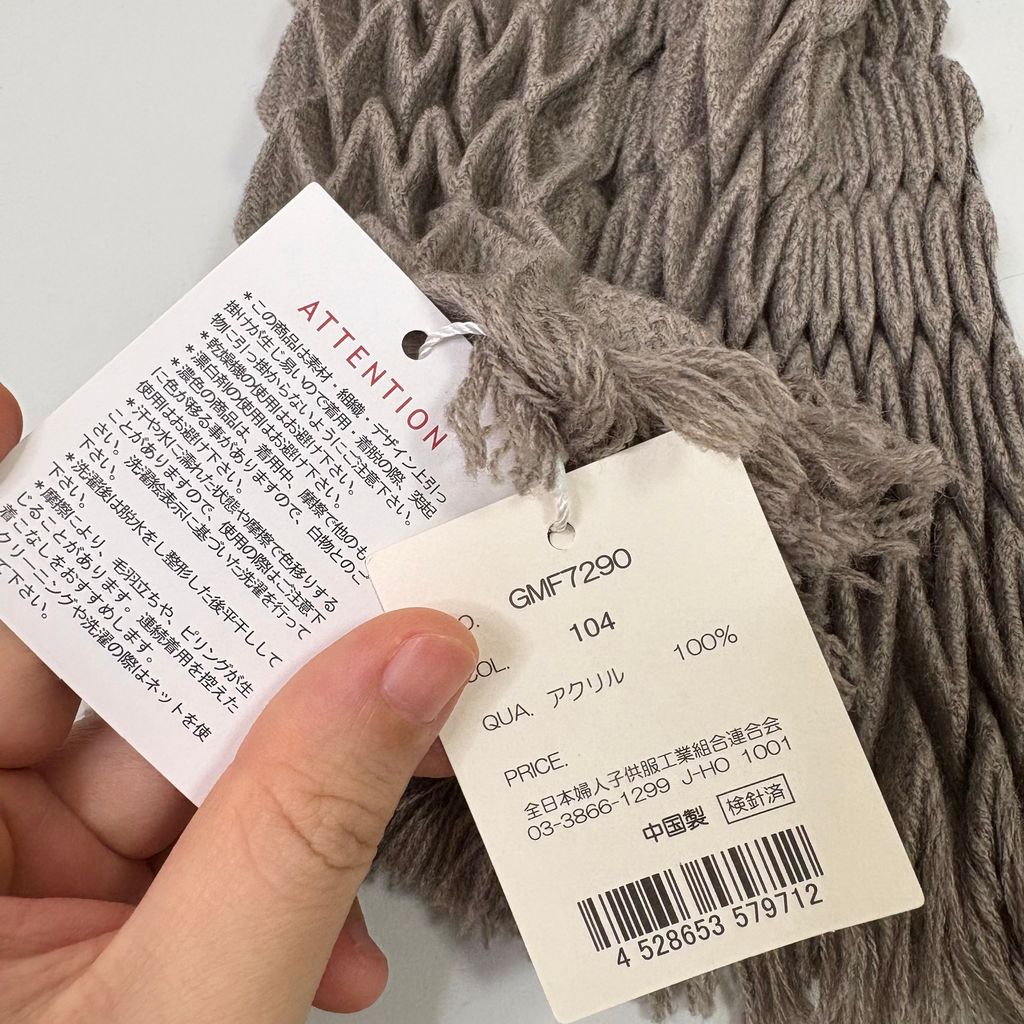 ATTENTION
*この商品は素材・組織・デザイン上引っ
掛けが生じ易いので着用・着脱の際、突起
物に引っ掛からないようにご注意下さい。
*乾燥機の使用はお避け下さい。
*漂白剤の使用はお避け下さい。
*濃色の商品は、着用中、摩擦で他のも
に色が移る事がありますので、白物とのご
使用はお避け下さい。
*汗や水に濡れた状態や摩擦で色移りする
ことがありますので、使用の際はご注意下
さい。洗濯絵表示に基づいた洗濯を行って
下さい。
*洗濯後は脱水をし整形した後平干しして
*摩擦により、毛羽立ちや、ピリングが生
じることがあります。連続着用を控えた
着こなしをおすすめします。
クリーニングや洗濯の際はネットを使
て下さい。
O. GMF7290
COL. 104
QUA. アクリル 100%
PRICE.
全日本婦人子供服工業組合連合会
03-3866-1299 J-HO 1001
中国製 検針済
4 528653 579712